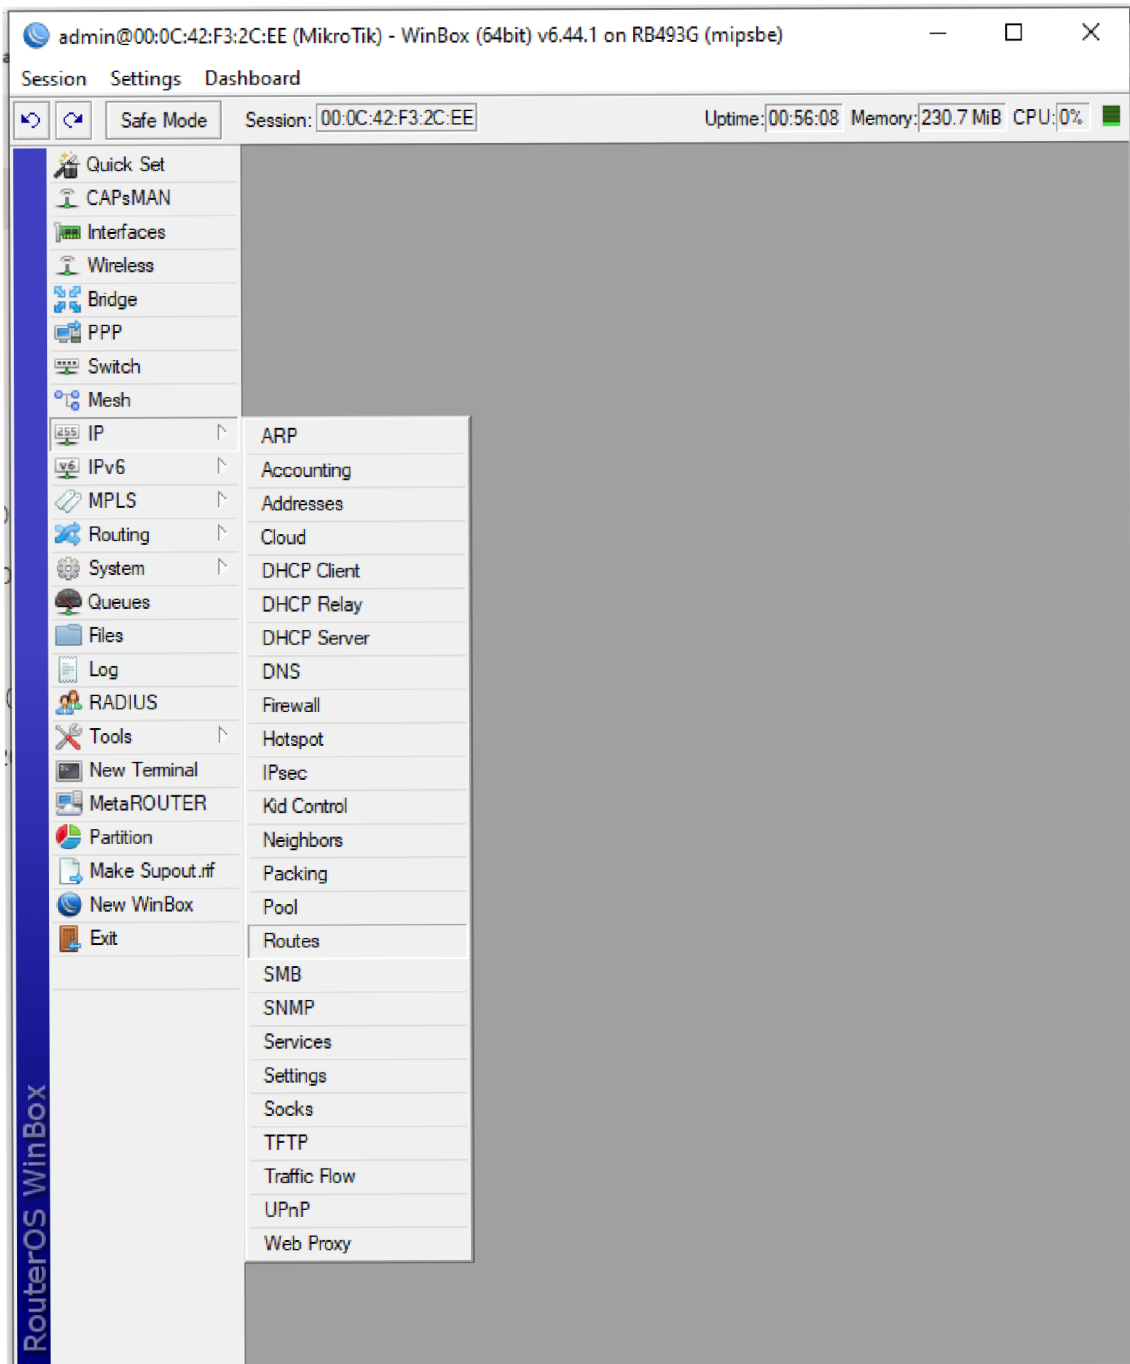 admin@00:0C:42:F3:2C:EE (MikroTik) - WinBox (64bit) v6.44.1 on RB493G (mipsbe)
Session Settings Dashboard
Safe Mode Session: 00:0C:42:F3:2C:EE Uptime: 00:56:08 Memory: 230.7 MiB CPU: 0%
Quick Set
CAPsMAN
Interfaces
Wireless
Bridge
PPP
Switch
Mesh
IP
IPv6
MPLS
Routing
System
Queues
Files
Log
RADIUS
Tools
New Terminal
MetaROUTER
Partition
Make Supout.rif
New WinBox
Exit
ARP
Accounting
Addresses
Cloud
DHCP Client
DHCP Relay
DHCP Server
DNS
Firewall
Hotspot
IPsec
Kid Control
Neighbors
Packing
Pool
Routes
SMB
SNMP
Services
Settings
Socks
TFTP
Traffic Flow
UPnP
Web Proxy
RouterOS WinBox